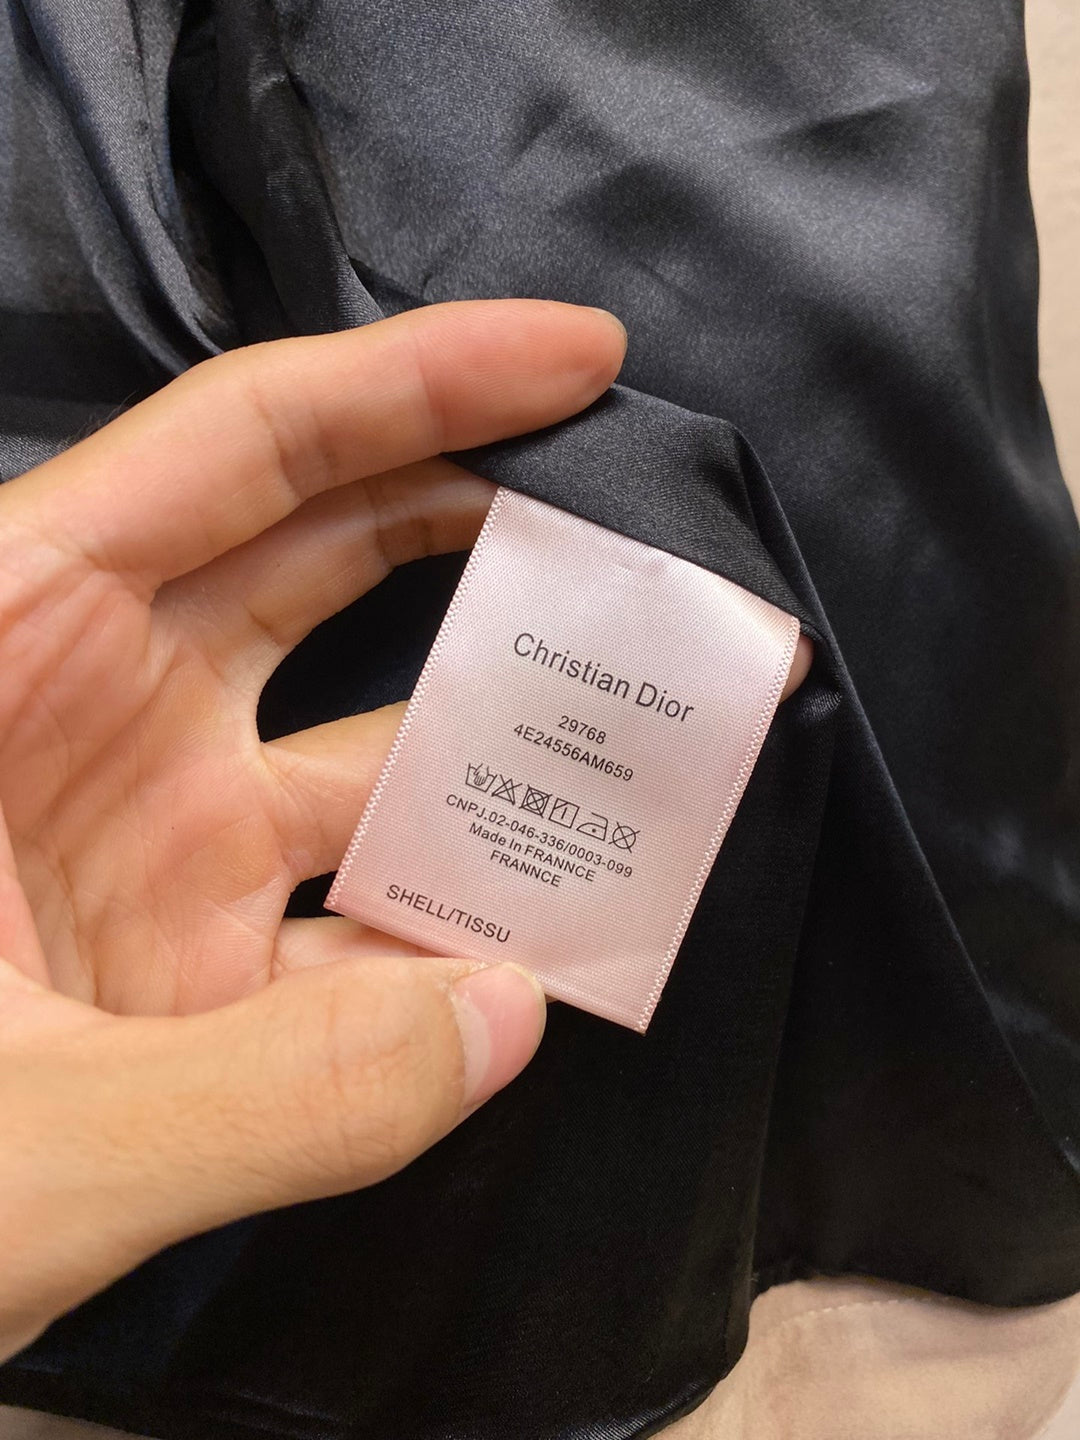 Christian Dior
29768
4E24556AM659
CNPJ.02-046-336/0003-099
Made In FRANNCE
FRANNCE
SHELL/TISSU